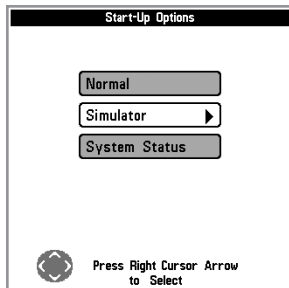 Start-Up Options
Normal
Simulator
System Status
Press Right Cursor Arrow
to Select